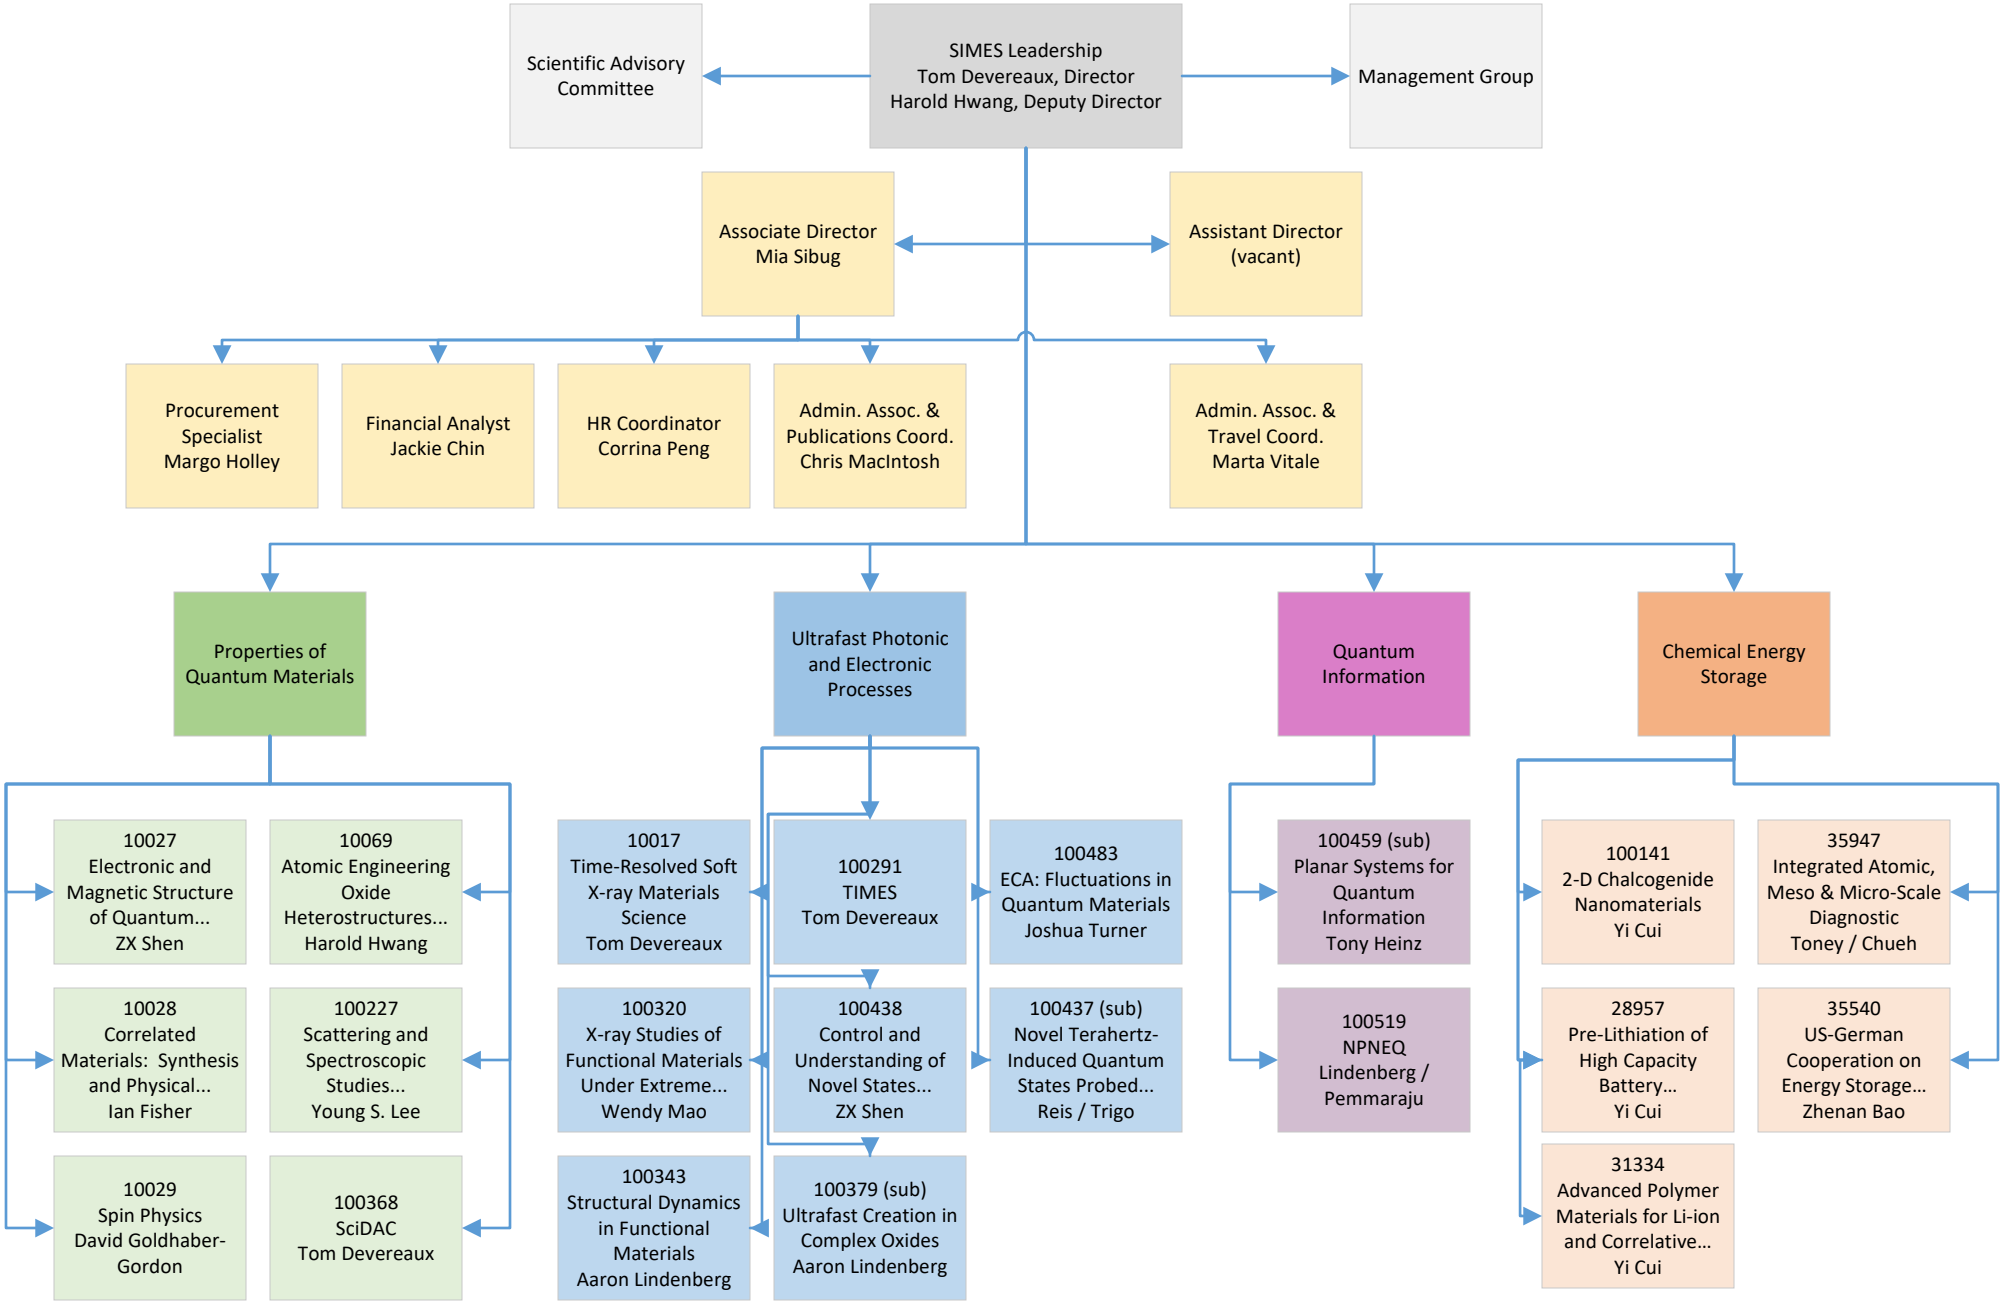 Scientific Advisory
Committee
SIMES Leadership
Tom Devereaux, Director
Harold Hwang, Deputy Director
Management Group
Associate Director
Mia Sibug
Assistant Director
(vacant)
Procurement
Specialist
Margo Holley
Financial Analyst
Jackie Chin
HR Coordinator
Corrina Peng
Admin. Assoc. &
Publications Coord.
Chris MacIntosh
Admin. Assoc. &
Travel Coord.
Marta Vitale
Properties of
Quantum Materials
Ultrafast Photonic
and Electronic
Processes
Quantum
Information
Chemical Energy
Storage
10027
Electronic and
Magnetic Structure
of Quantum...
ZX Shen
10069
Atomic Engineering
Oxide
Heterostructures...
Harold Hwang
10017
Time-Resolved Soft
X-ray Materials
Science
Tom Devereaux
100291
TIMES
Tom Devereaux
100483
ECA: Fluctuations in
Quantum Materials
Joshua Turner
100459 (sub)
Planar Systems for
Quantum
Information
Tony Heinz
100141
2-D Chalcogenide
Nanomaterials
Yi Cui
35947
Integrated Atomic,
Meso & Micro-Scale
Diagnostic
Toney / Chueh
10028
Correlated
Materials:  Synthesis
and Physical...
Ian Fisher
100227
Scattering and
Spectroscopic
Studies...
Young S. Lee
100320
X-ray Studies of
Functional Materials
Under Extreme...
Wendy Mao
100438
Control and
Understanding of
Novel States...
ZX Shen
100437 (sub)
Novel Terahertz-
Induced Quantum
States Probed...
Reis / Trigo
100519
NPNEQ
Lindenberg /
Pemmaraju
28957
Pre-Lithiation of
High Capacity
Battery...
Yi Cui
35540
US-German
Cooperation on
Energy Storage...
Zhenan Bao
10029
Spin Physics
David Goldhaber-
Gordon
100368
SciDAC
Tom Devereaux
100343
Structural Dynamics
in Functional
Materials
Aaron Lindenberg
100379 (sub)
Ultrafast Creation in
Complex Oxides
Aaron Lindenberg
31334
Advanced Polymer
Materials for Li-ion
and Correlative...
Yi Cui